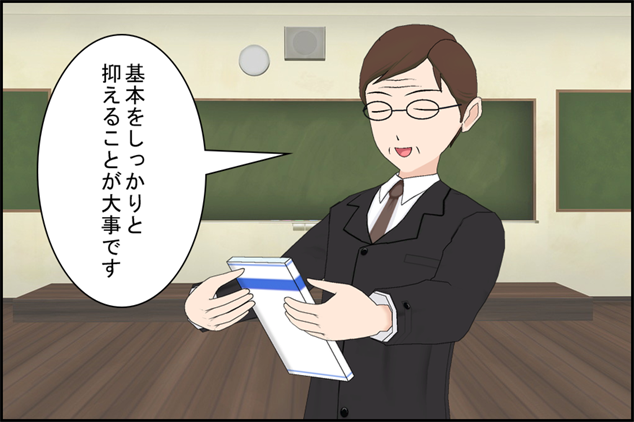 基本をしっかりと
抑えることが大事です